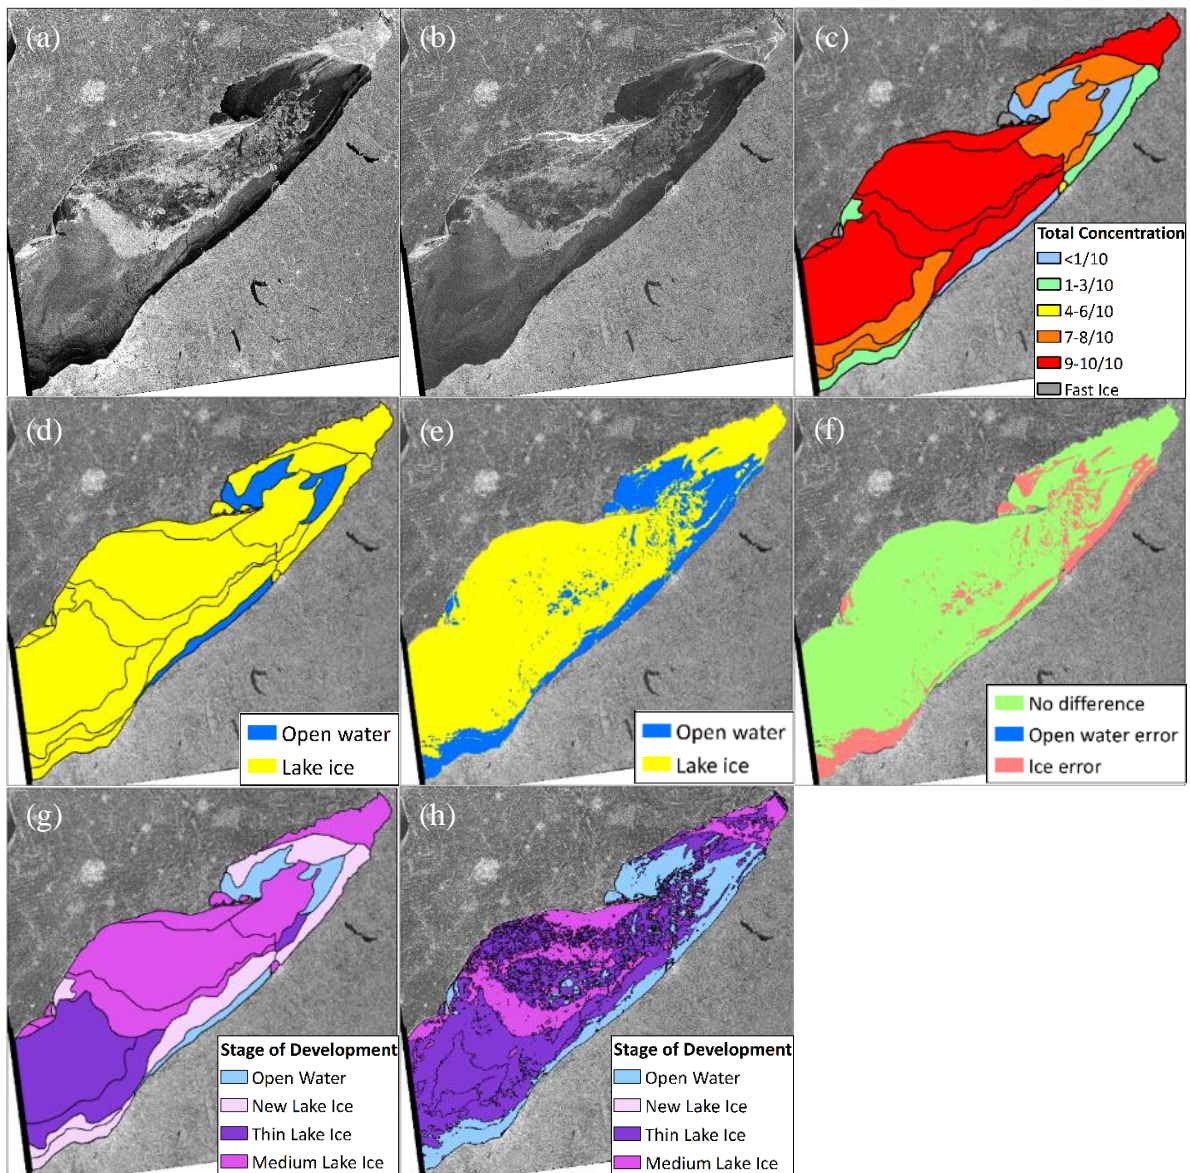 (a)
(b)
(c)
Total Concentration
<1/10
1-3/10
4-6/10
7-8/10
9-10/10
Fast Ice
(d)
Open water
Lake ice
(e)
Open water
Lake ice
(f)
No difference
Open water error
Ice error
(g)
Stage of Development
Open Water
New Lake Ice
Thin Lake Ice
Medium Lake Ice
(h)
Stage of Development
Open Water
New Lake Ice
Thin Lake Ice
Medium Lake Ice